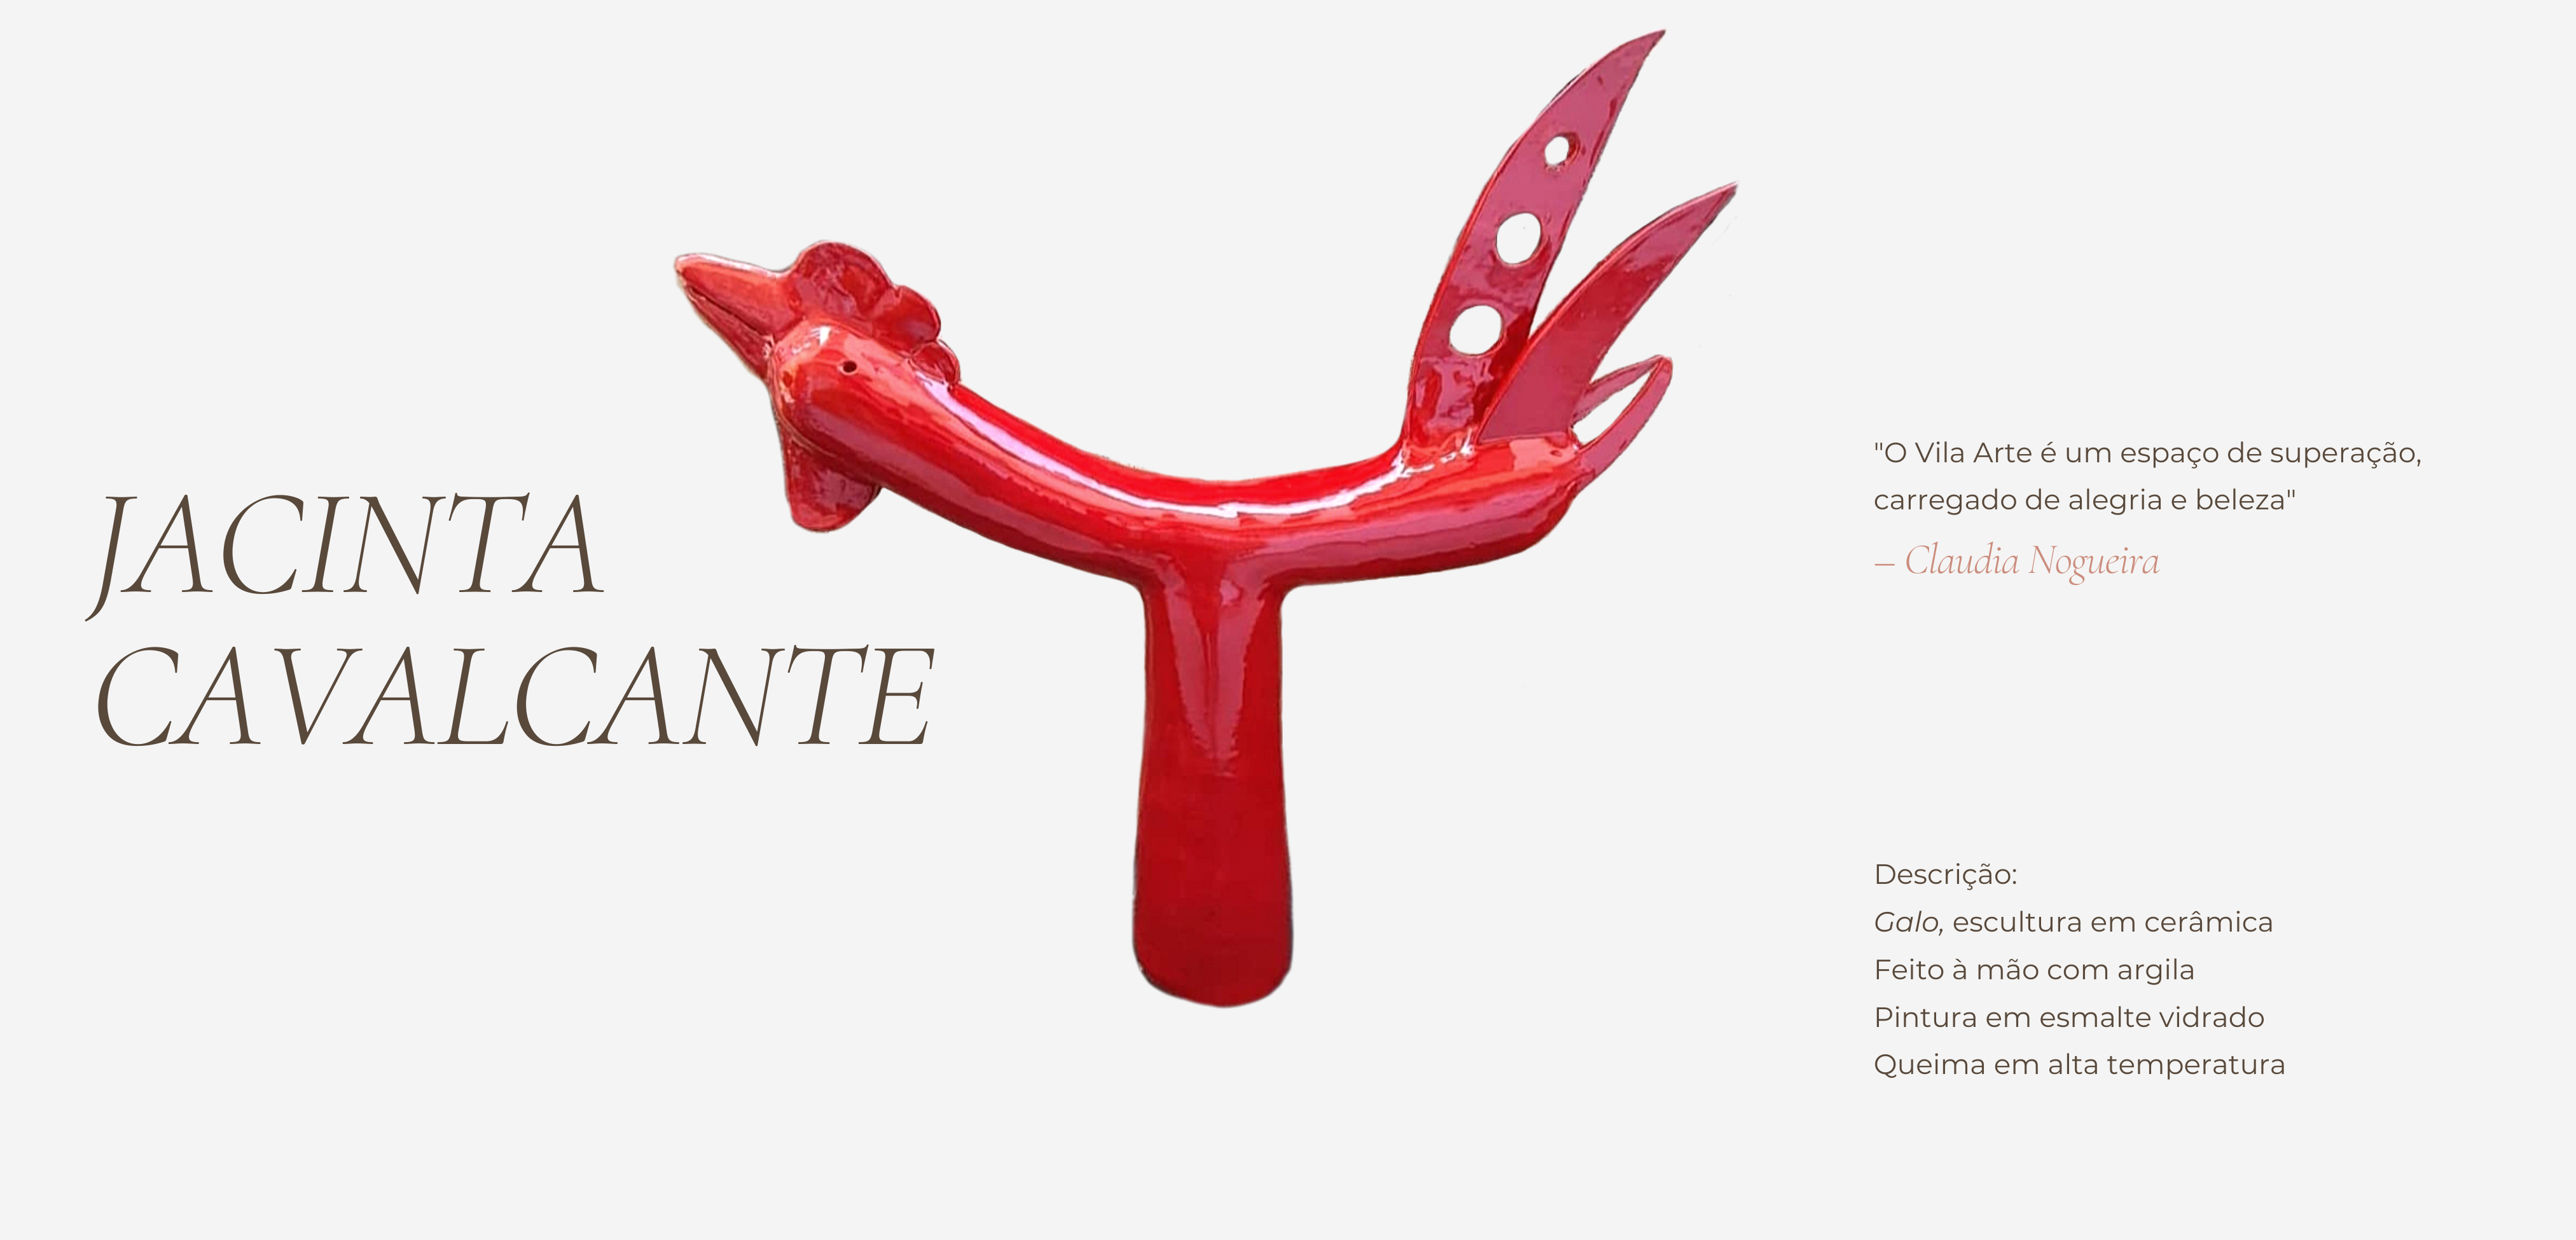 JACINTA
CAVALCANTE
"O Vila Arte é um espaço de superação,
carregado de alegria e beleza"
– Claudia Nogueira
Descrição:
Galo, escultura em cerâmica
Feito à mão com argila
Pintura em esmalte vidrado
Queima em alta temperatura